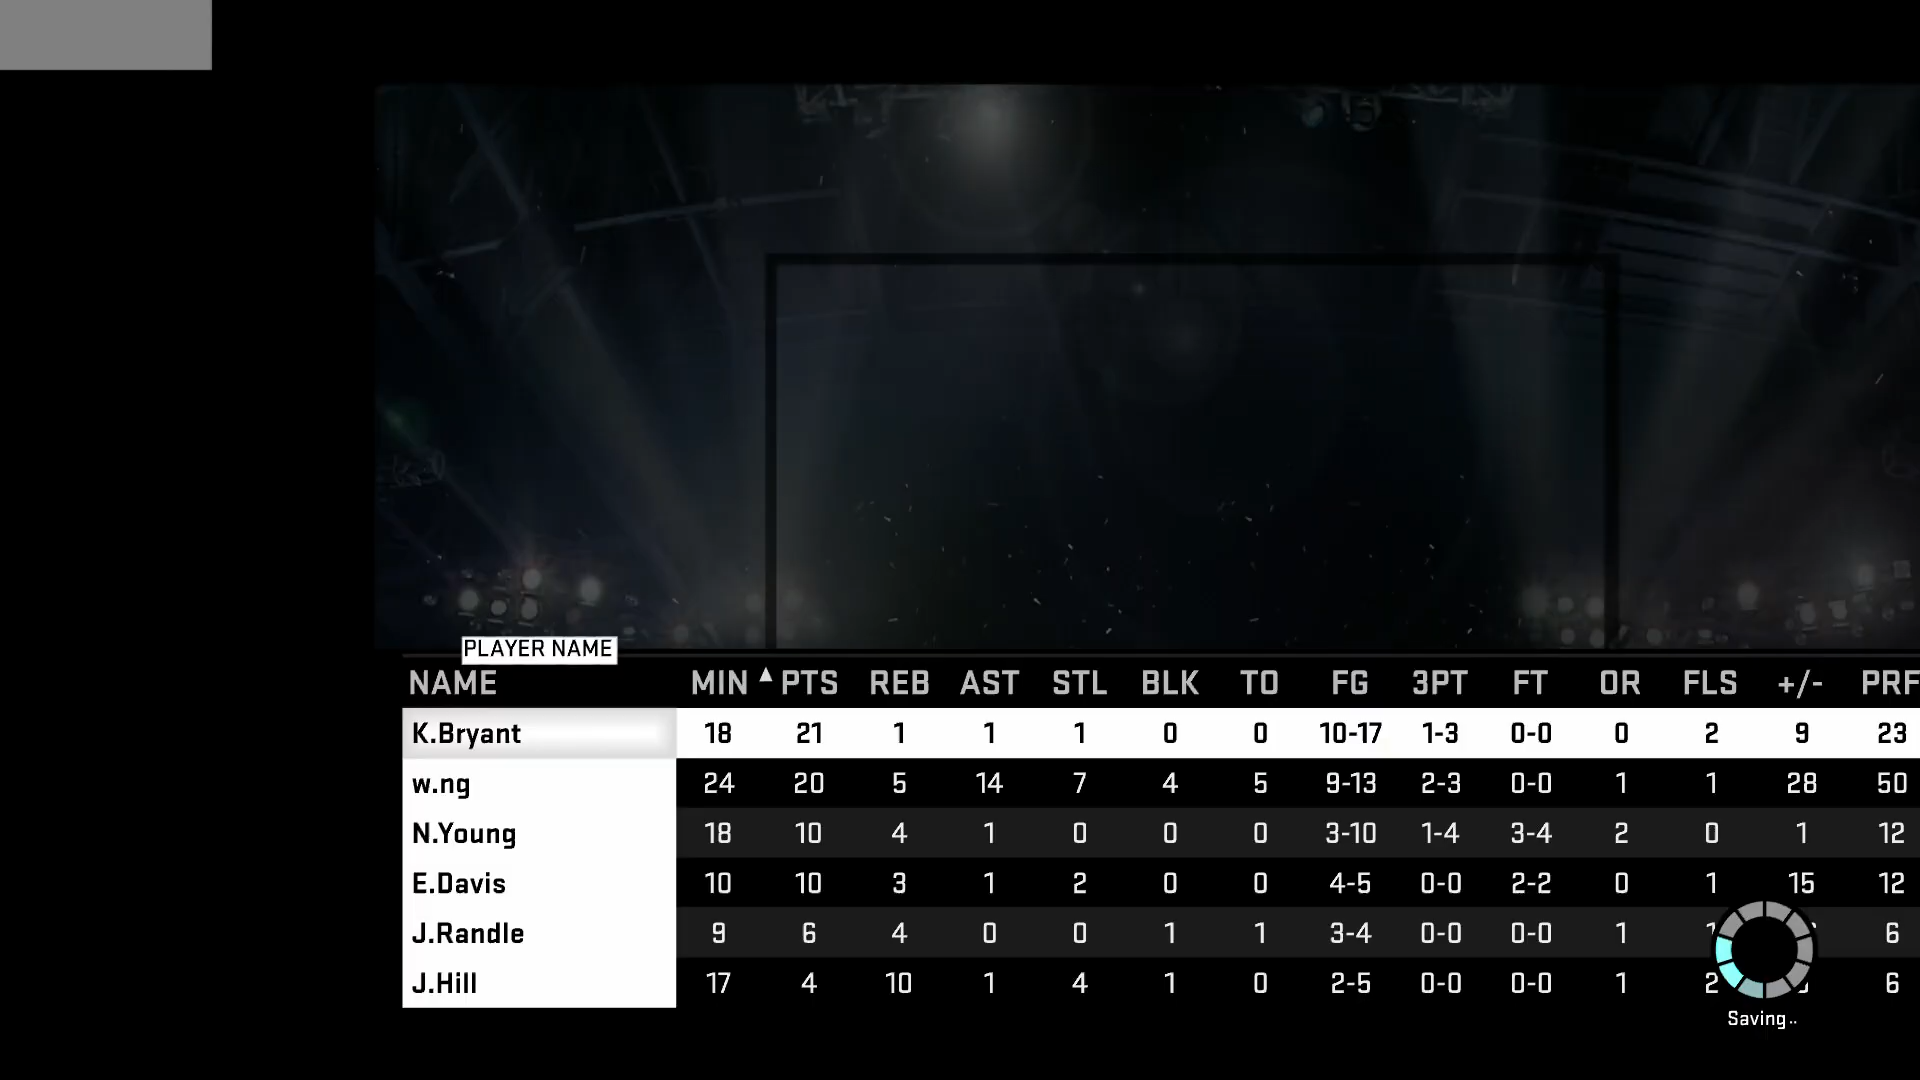 PLAYER NAME
NAME MIN ▲ PTS REB AST STL BLK TO FG 3PT FT OR FLS +/- PRF
K.Bryant 18 21 1 1 1 0 0 10-17 1-3 0-0 0 2 9 23
w.ng 24 20 5 14 7 4 5 9-13 2-3 0-0 1 1 28 50
N.Young 18 10 4 1 0 0 0 3-10 1-4 3-4 2 0 1 12
E.Davis 10 10 3 1 2 0 0 4-5 0-0 2-2 0 1 15 12
J.Randle 9 6 4 0 0 1 1 3-4 0-0 0-0 1 6
J.Hill 17 4 10 1 4 1 0 2-5 0-0 0-0 1 2 6
Saving..